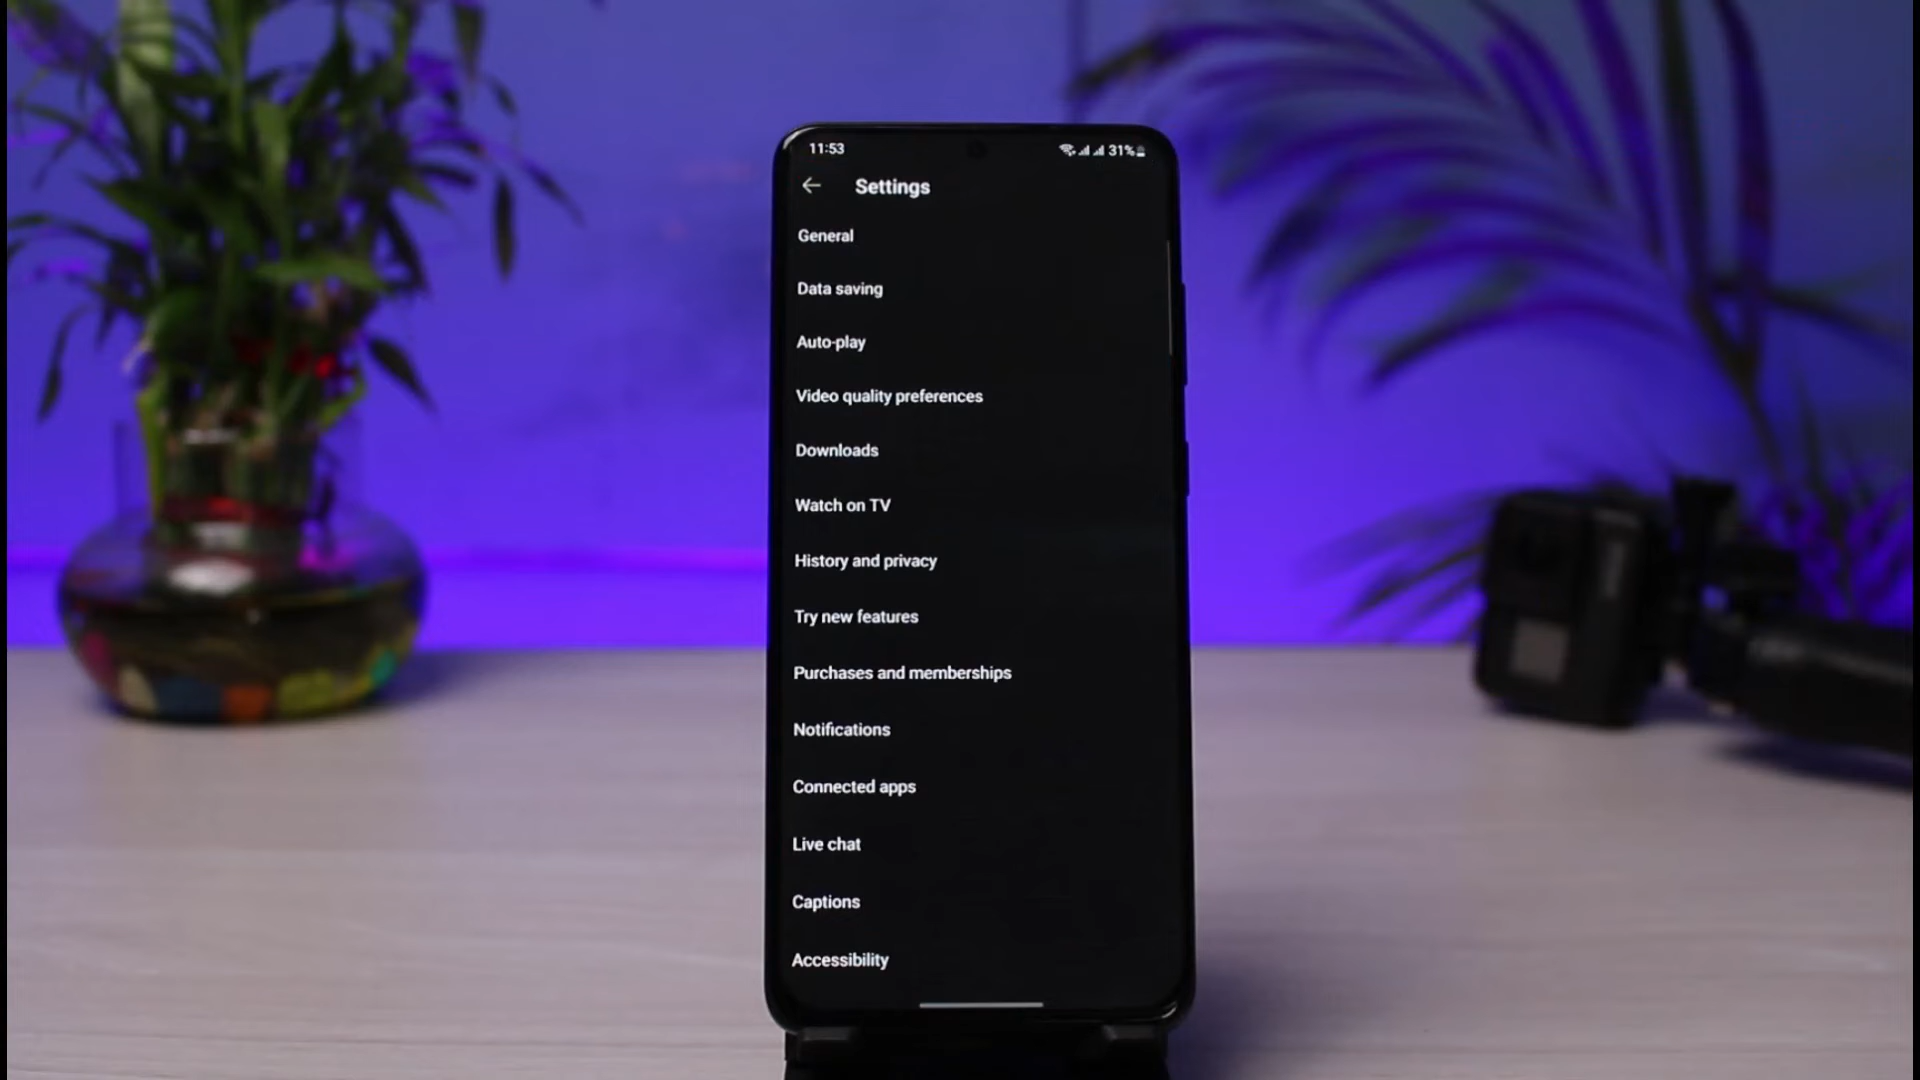 11:53
31%
Settings
General
Data saving
Auto-play
Video quality preferences
Downloads
Watch on TV
History and privacy
Try new features
Purchases and memberships
Notifications
Connected apps
Live chat
Captions
Accessibility